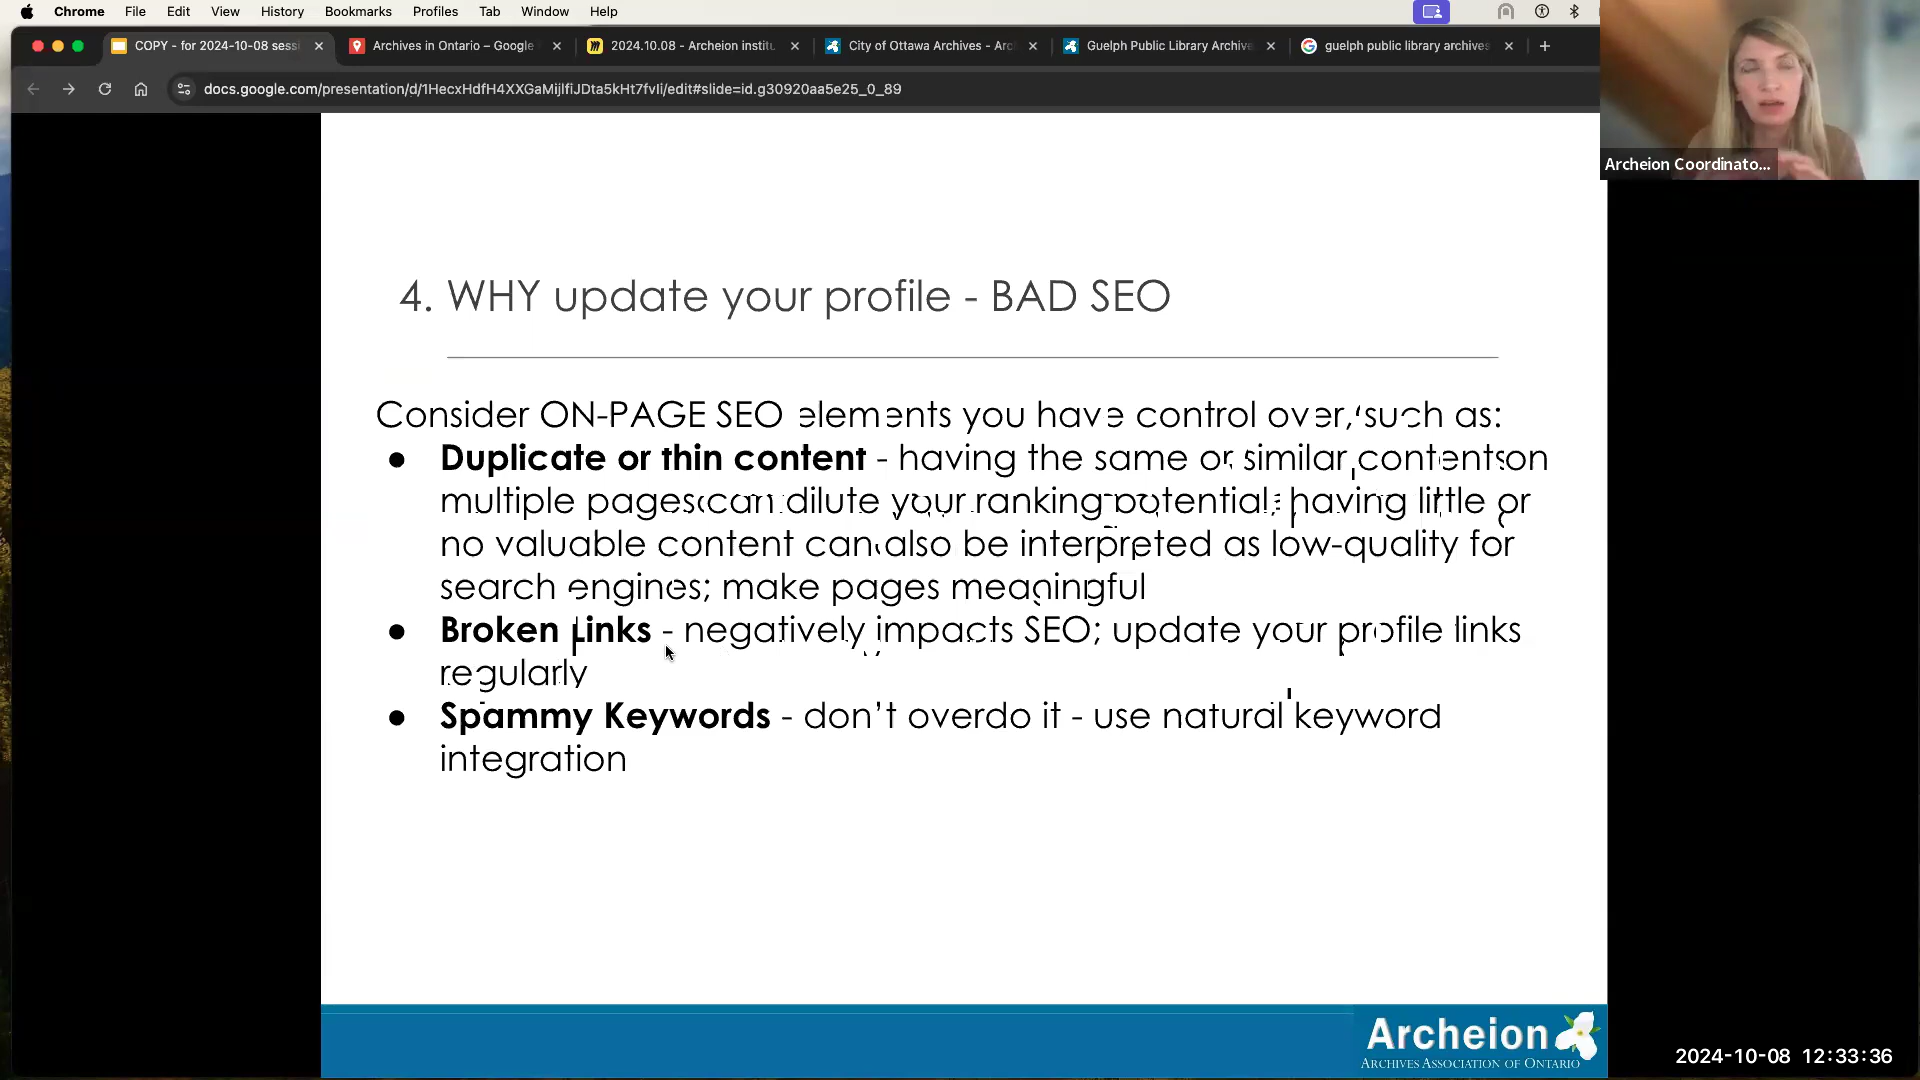 Chrome File Edit View History Bookmarks Profiles Tab Window Help
COPY - for 2024-10-08 sessi
Archives in Ontario – Google
2024.10.08 - Archeion institu
City of Ottawa Archives - Arc
Guelph Public Library Archive
guelph public library archives
docs.google.com/presentation/d/1HecxHdfH4XXGaMijlfiJDta5kHt7fvIi/edit#slide=id.g30920aa5e25_0_89
Archeion Coordinato...
4. WHY update your profile - BAD SEO
Consider ON-PAGE SEO elements you have control over, such as:
● Duplicate or thin content - having the same or similar content on
multiple pages can dilute your ranking potential; having little or
no valuable content can also be interpreted as low-quality for
search engines; make pages meaningful
● Broken Links - negatively impacts SEO; update your profile links
regularly
● Spammy Keywords - don’t overdo it - use natural keyword
integration
Archeion
ARCHIVES ASSOCIATION OF ONTARIO
2024-10-08 12:33:36